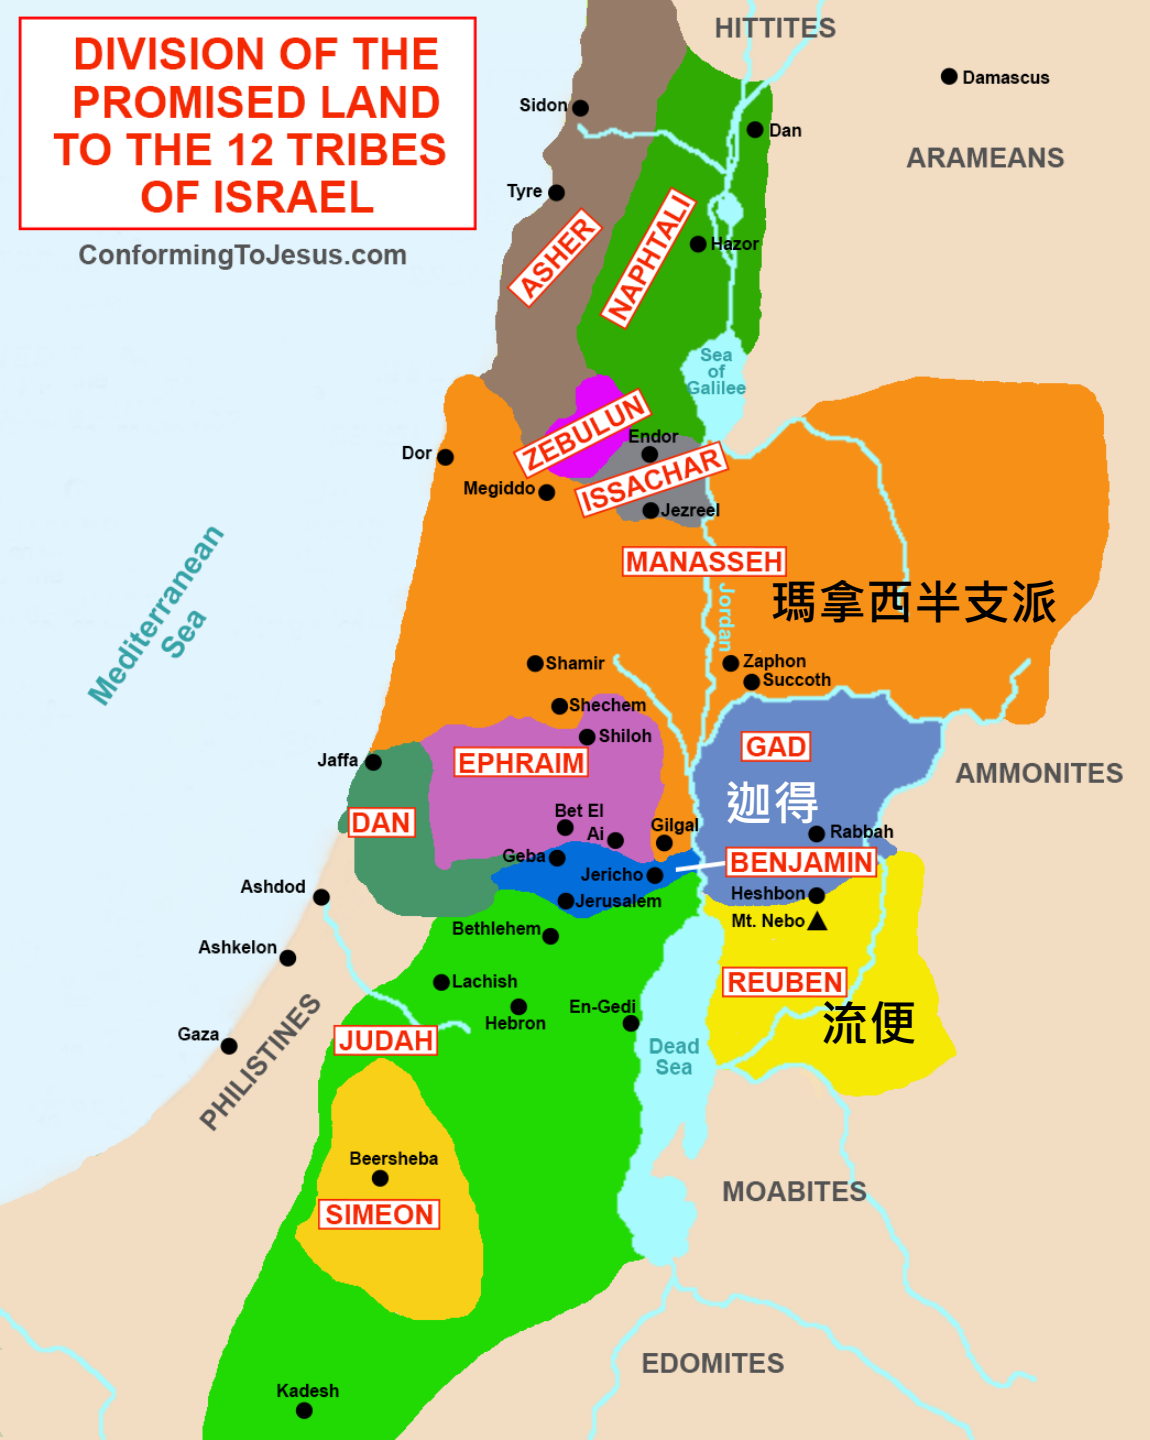 DIVISION OF THE
PROMISED LAND
TO THE 12 TRIBES
OF ISRAEL
ConformingToJesus.com
HITTITES
Damascus
Sidon
Dan
ARAMEANS
Tyre
ASHER
NAPHTALI
Hazor
Sea
of
Galilee
ZEBULUN
Endor
Dor
ISSACHAR
Megiddo
Jezreel
MANASSEH
Mediterranean
Sea
Jordan
瑪拿西半支派
Shamir
Zaphon
Succoth
Shechem
Shiloh
GAD
EPHRAIM
Jaffa
AMMONITES
迦得
DAN
Bet El
Ai
Gilgal
Rabbah
Geba
BENJAMIN
Jericho
Ashdod
Heshbon
Jerusalem
Mt. Nebo
Bethlehem
Ashkelon
Lachish
REUBEN
En-Gedi
Hebron
流便
Gaza
JUDAH
PHILISTINES
Dead
Sea
Beersheba
MOABITES
SIMEON
EDOMITES
Kadesh